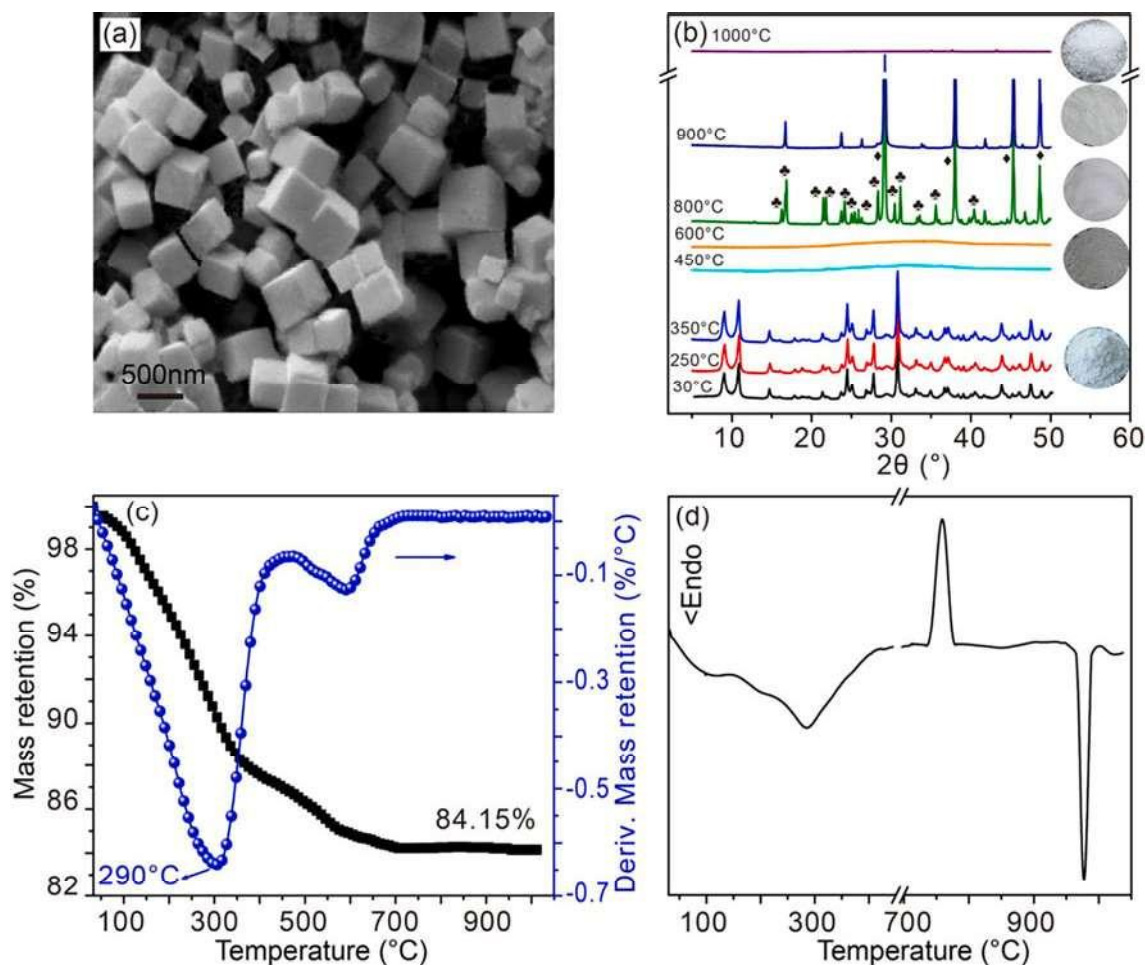 (a)
500nm
(b)
1000°C
900°C
800°C
600°C
450°C
350°C
250°C
30°C
10 20 30 40 50 60
2θ (°)
(c)
98
94
90
86
82
Mass retention (%)
290°C
84.15%
-0.1
-0.3
-0.5
-0.7
Deriv. Mass retention (%/°C)
100 300 500 700 900
Temperature (°C)
(d)
<Endo
100 300 700 900
Temperature (°C)